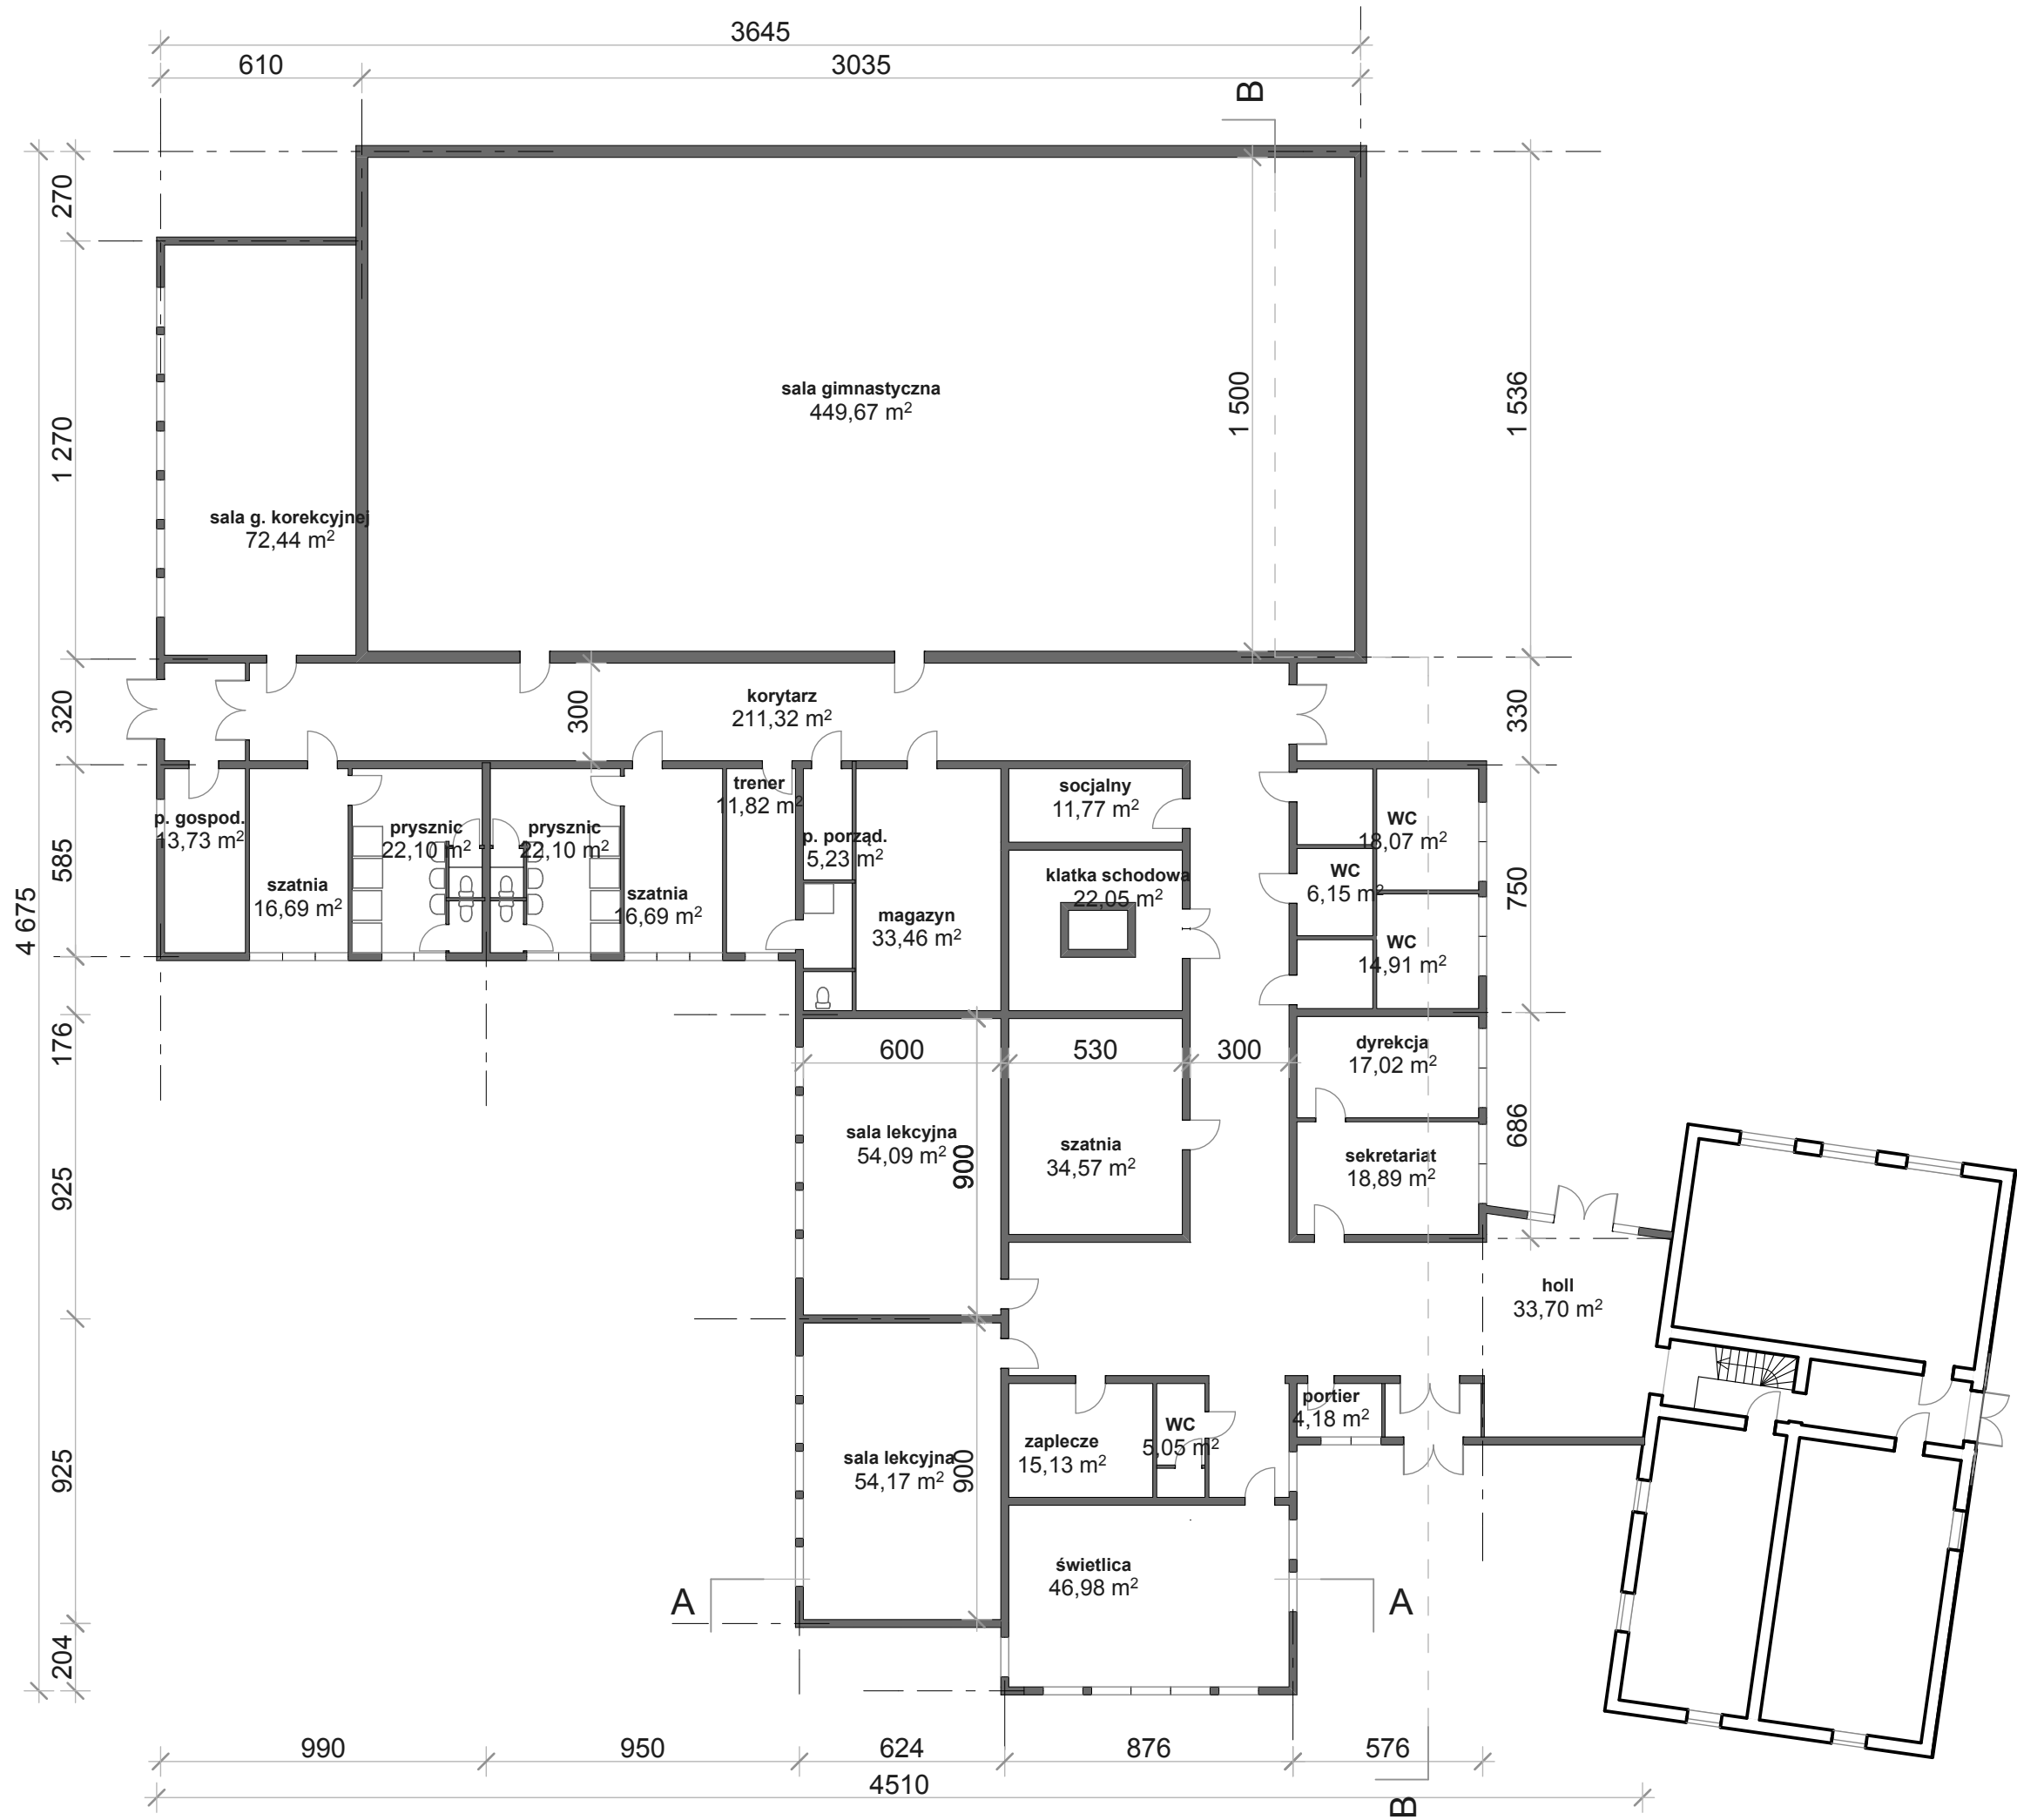 3645
610
3035
B
270
1 270
320
585
176
925
925
204
4 675
sala gimnastyczna
449,67 m²
1 500
1 536
sala g. korekcyjnej
72,44 m²
korytarz
211,32 m²
300
330
p. gospod.
13,73 m²
szatnia
16,69 m²
prysznic
22,10 m²
prysznic
22,10 m²
szatnia
16,69 m²
trener
11,82 m²
p. porząd.
5,23 m²
magazyn
33,46 m²
socjalny
11,77 m²
klatka schodowa
22,05 m²
WC
18,07 m²
WC
6,15 m²
WC
14,91 m²
750
600
530
300
dyrekcja
17,02 m²
686
sala lekcyjna
54,09 m²
900
szatnia
34,57 m²
sekretariat
18,89 m²
holl
33,70 m²
portier
4,18 m²
WC
5,05 m²
zaplecze
15,13 m²
sala lekcyjna
54,17 m²
900
świetlica
46,98 m²
A
A
990
950
624
876
576
4510
B